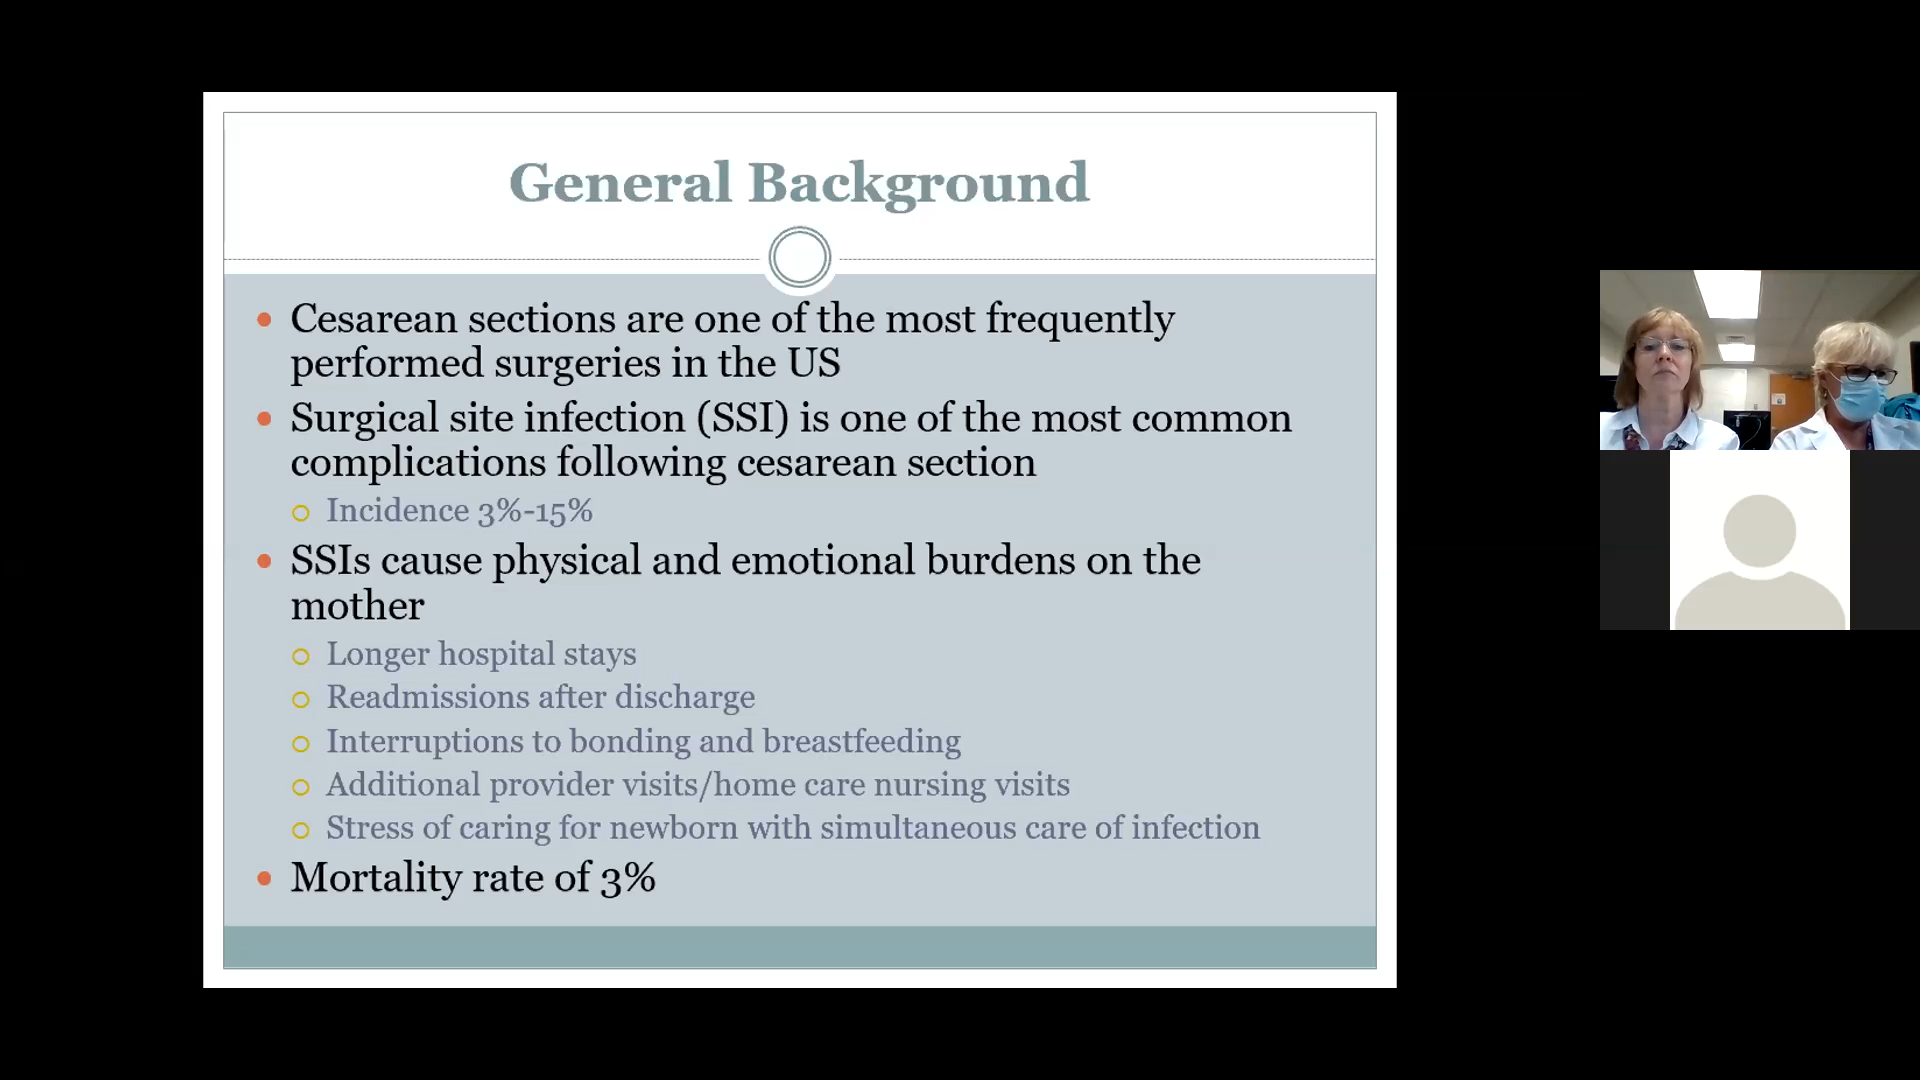 General Background
Cesarean sections are one of the most frequently
performed surgeries in the US
Surgical site infection (SSI) is one of the most common
complications following cesarean section
Incidence 3%-15%
SSIs cause physical and emotional burdens on the
mother
Longer hospital stays
Readmissions after discharge
Interruptions to bonding and breastfeeding
Additional provider visits/home care nursing visits
Stress of caring for newborn with simultaneous care of infection
Mortality rate of 3%